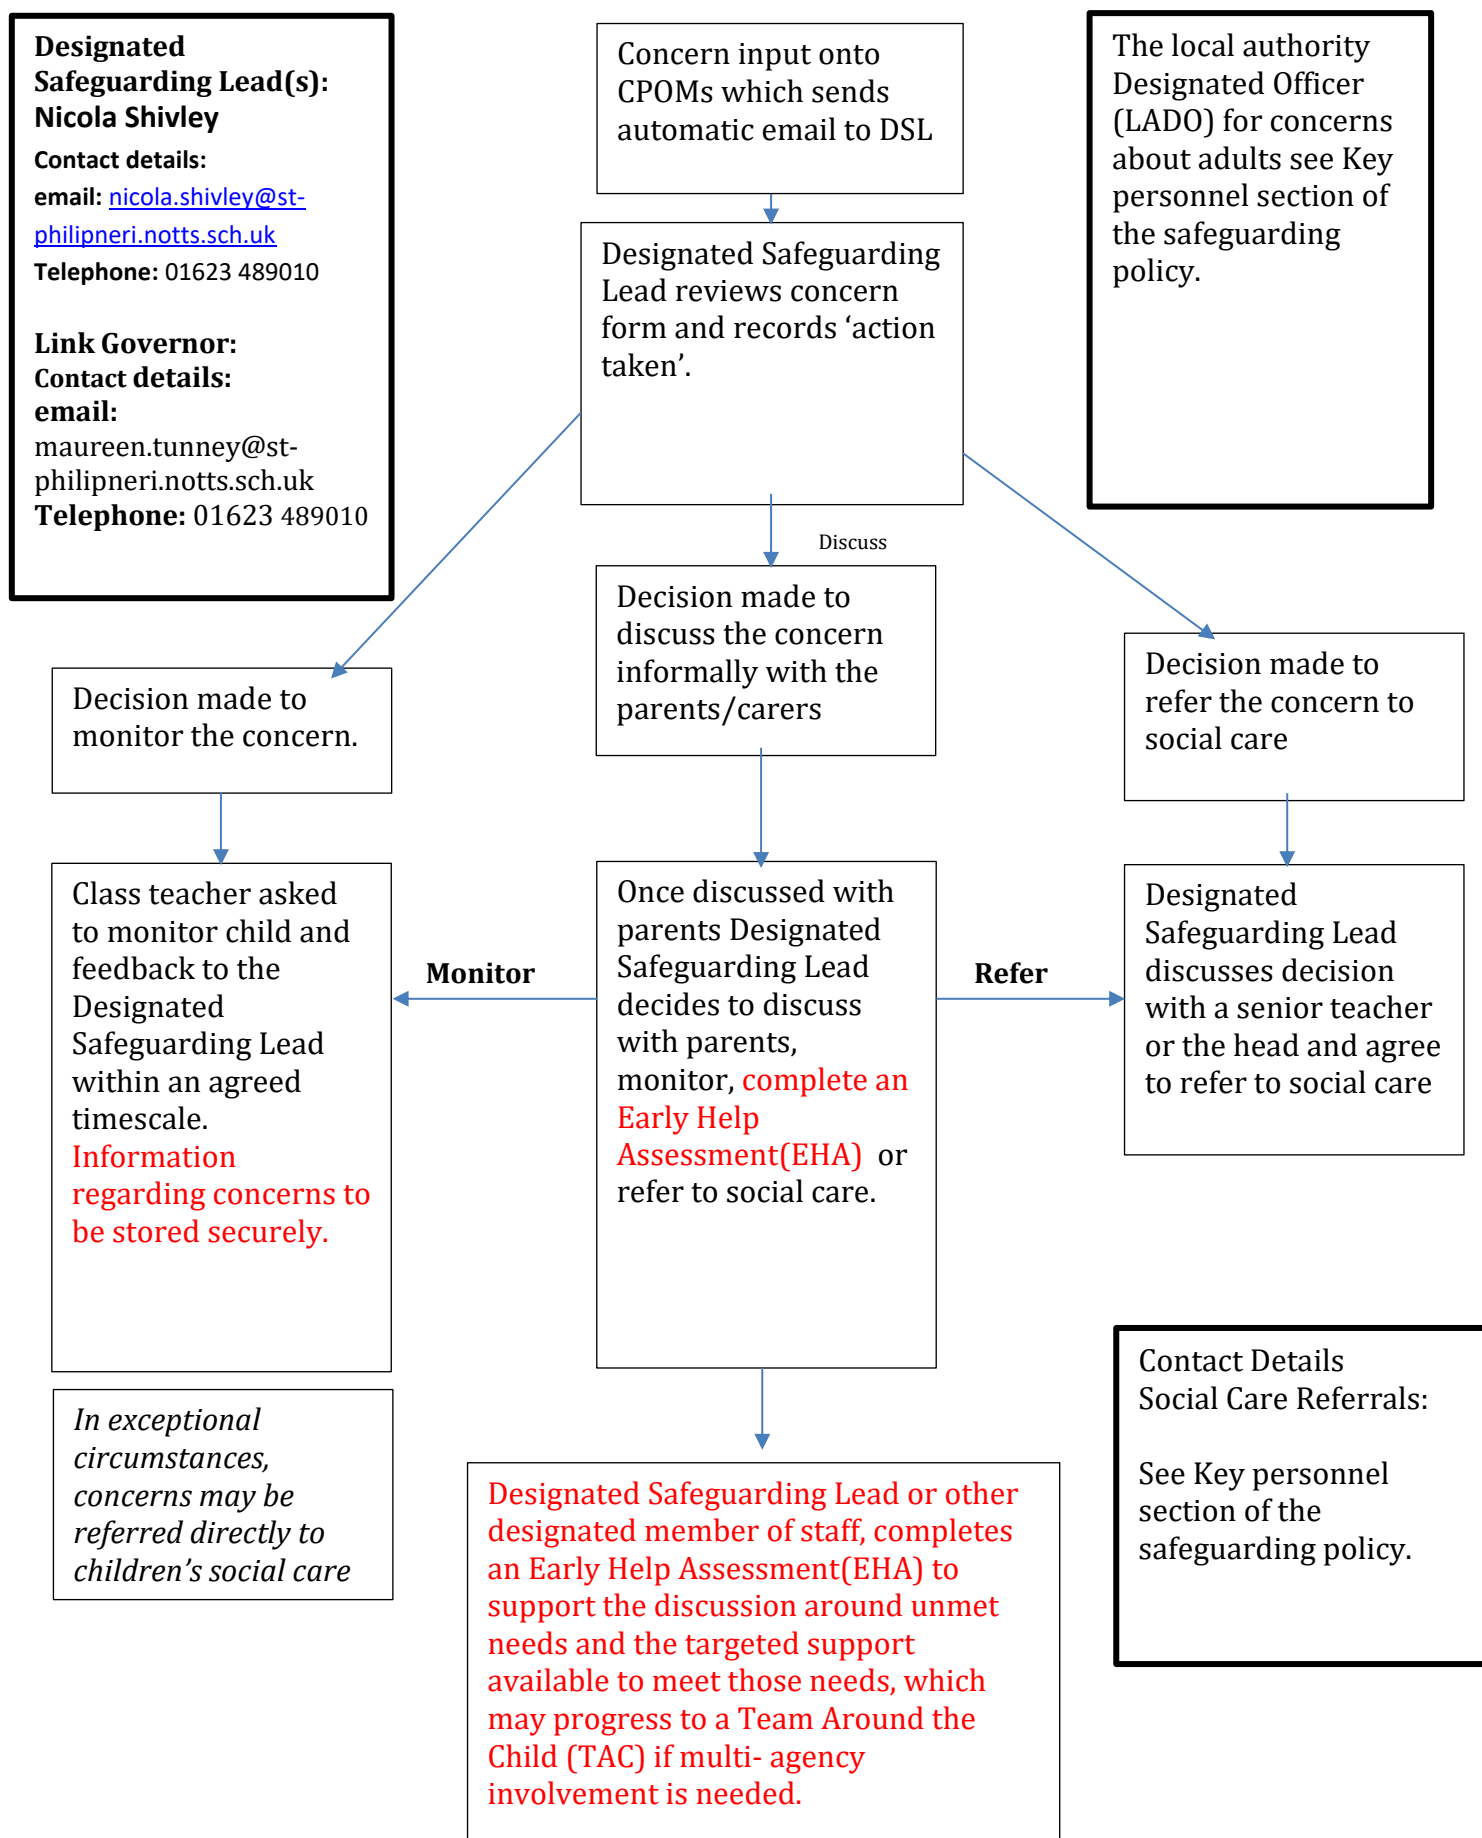 Designated
Safeguarding Lead(s):
Nicola Shivley
Contact details:
email: nicola.shivley@st-
philipneri.notts.sch.uk
Telephone: 01623 489010
Link Governor:
Contact details:
email:
maureen.tunney@st-
philipneri.notts.sch.uk
Telephone: 01623 489010
Concern input onto
CPOMs which sends
automatic email to DSL
The local authority
Designated Officer
(LADO) for concerns
about adults see Key
personnel section of
the safeguarding
policy.
Designated Safeguarding
Lead reviews concern
form and records ‘action
taken’.
Discuss
Decision made to
monitor the concern.
Decision made to
discuss the concern
informally with the
parents/carers
Decision made to
refer the concern to
social care
Class teacher asked
to monitor child and
feedback to the
Designated
Safeguarding Lead
within an agreed
timescale.
Information
regarding concerns to
be stored securely.
Monitor
Once discussed with
parents Designated
Safeguarding Lead
decides to discuss
with parents,
monitor, complete an
Early Help
Assessment(EHA)  or
refer to social care.
Refer
Designated
Safeguarding Lead
discusses decision
with a senior teacher
or the head and agree
to refer to social care
In exceptional
circumstances,
concerns may be
referred directly to
children’s social care
Designated Safeguarding Lead or other
designated member of staff, completes
an Early Help Assessment(EHA) to
support the discussion around unmet
needs and the targeted support
available to meet those needs, which
may progress to a Team Around the
Child (TAC) if multi- agency
involvement is needed.
Contact Details
Social Care Referrals:
See Key personnel
section of the
safeguarding policy.